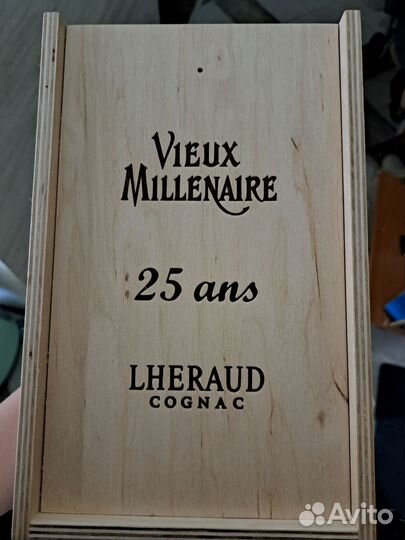 VIEUX
MILLENAIRE
25 ans
LHERAUD
COGNAC
Avito